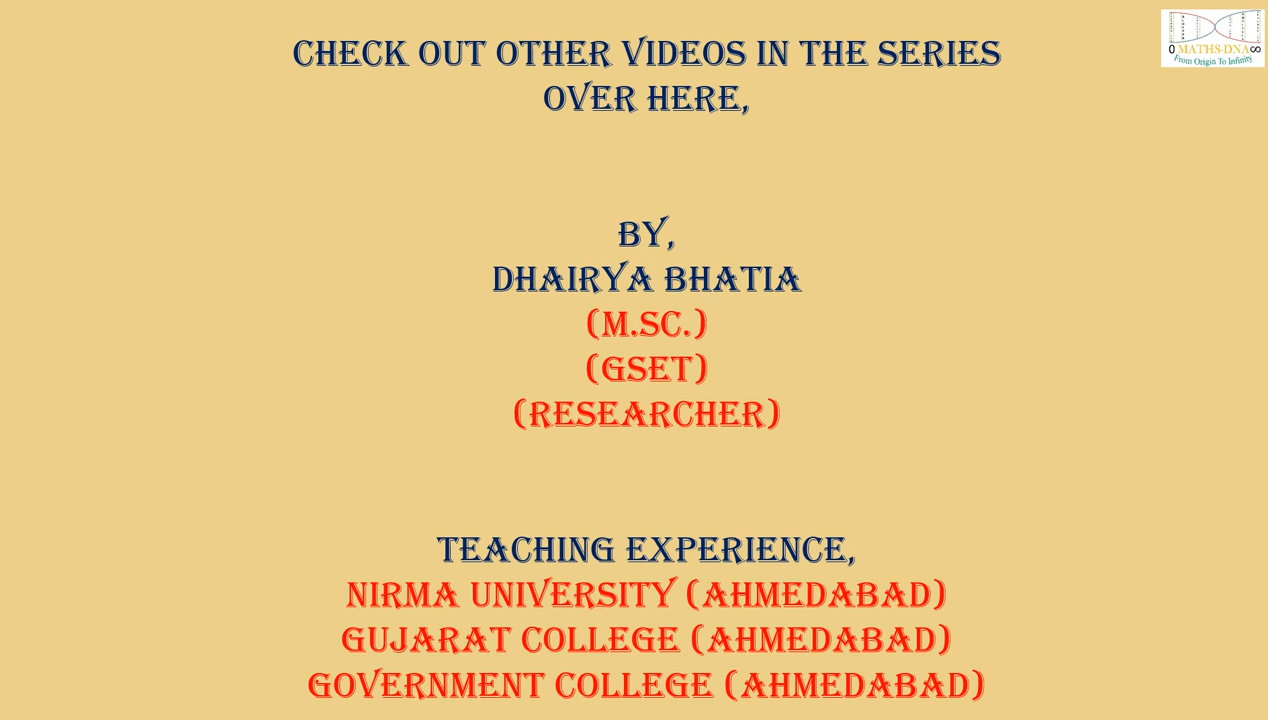 CHECK OUT OTHER VIDEOS IN THE SERIES
OVER HERE,
0 MATHS-DNA ∞
From Origin To Infinity
BY,
DHAIRYA BHATIA
(M.SC.)
(GSET)
(RESEARCHER)
TEACHING EXPERIENCE,
NIRMA UNIVERSITY (AHMEDABAD)
GUJARAT COLLEGE (AHMEDABAD)
GOVERNMENT COLLEGE (AHMEDABAD)